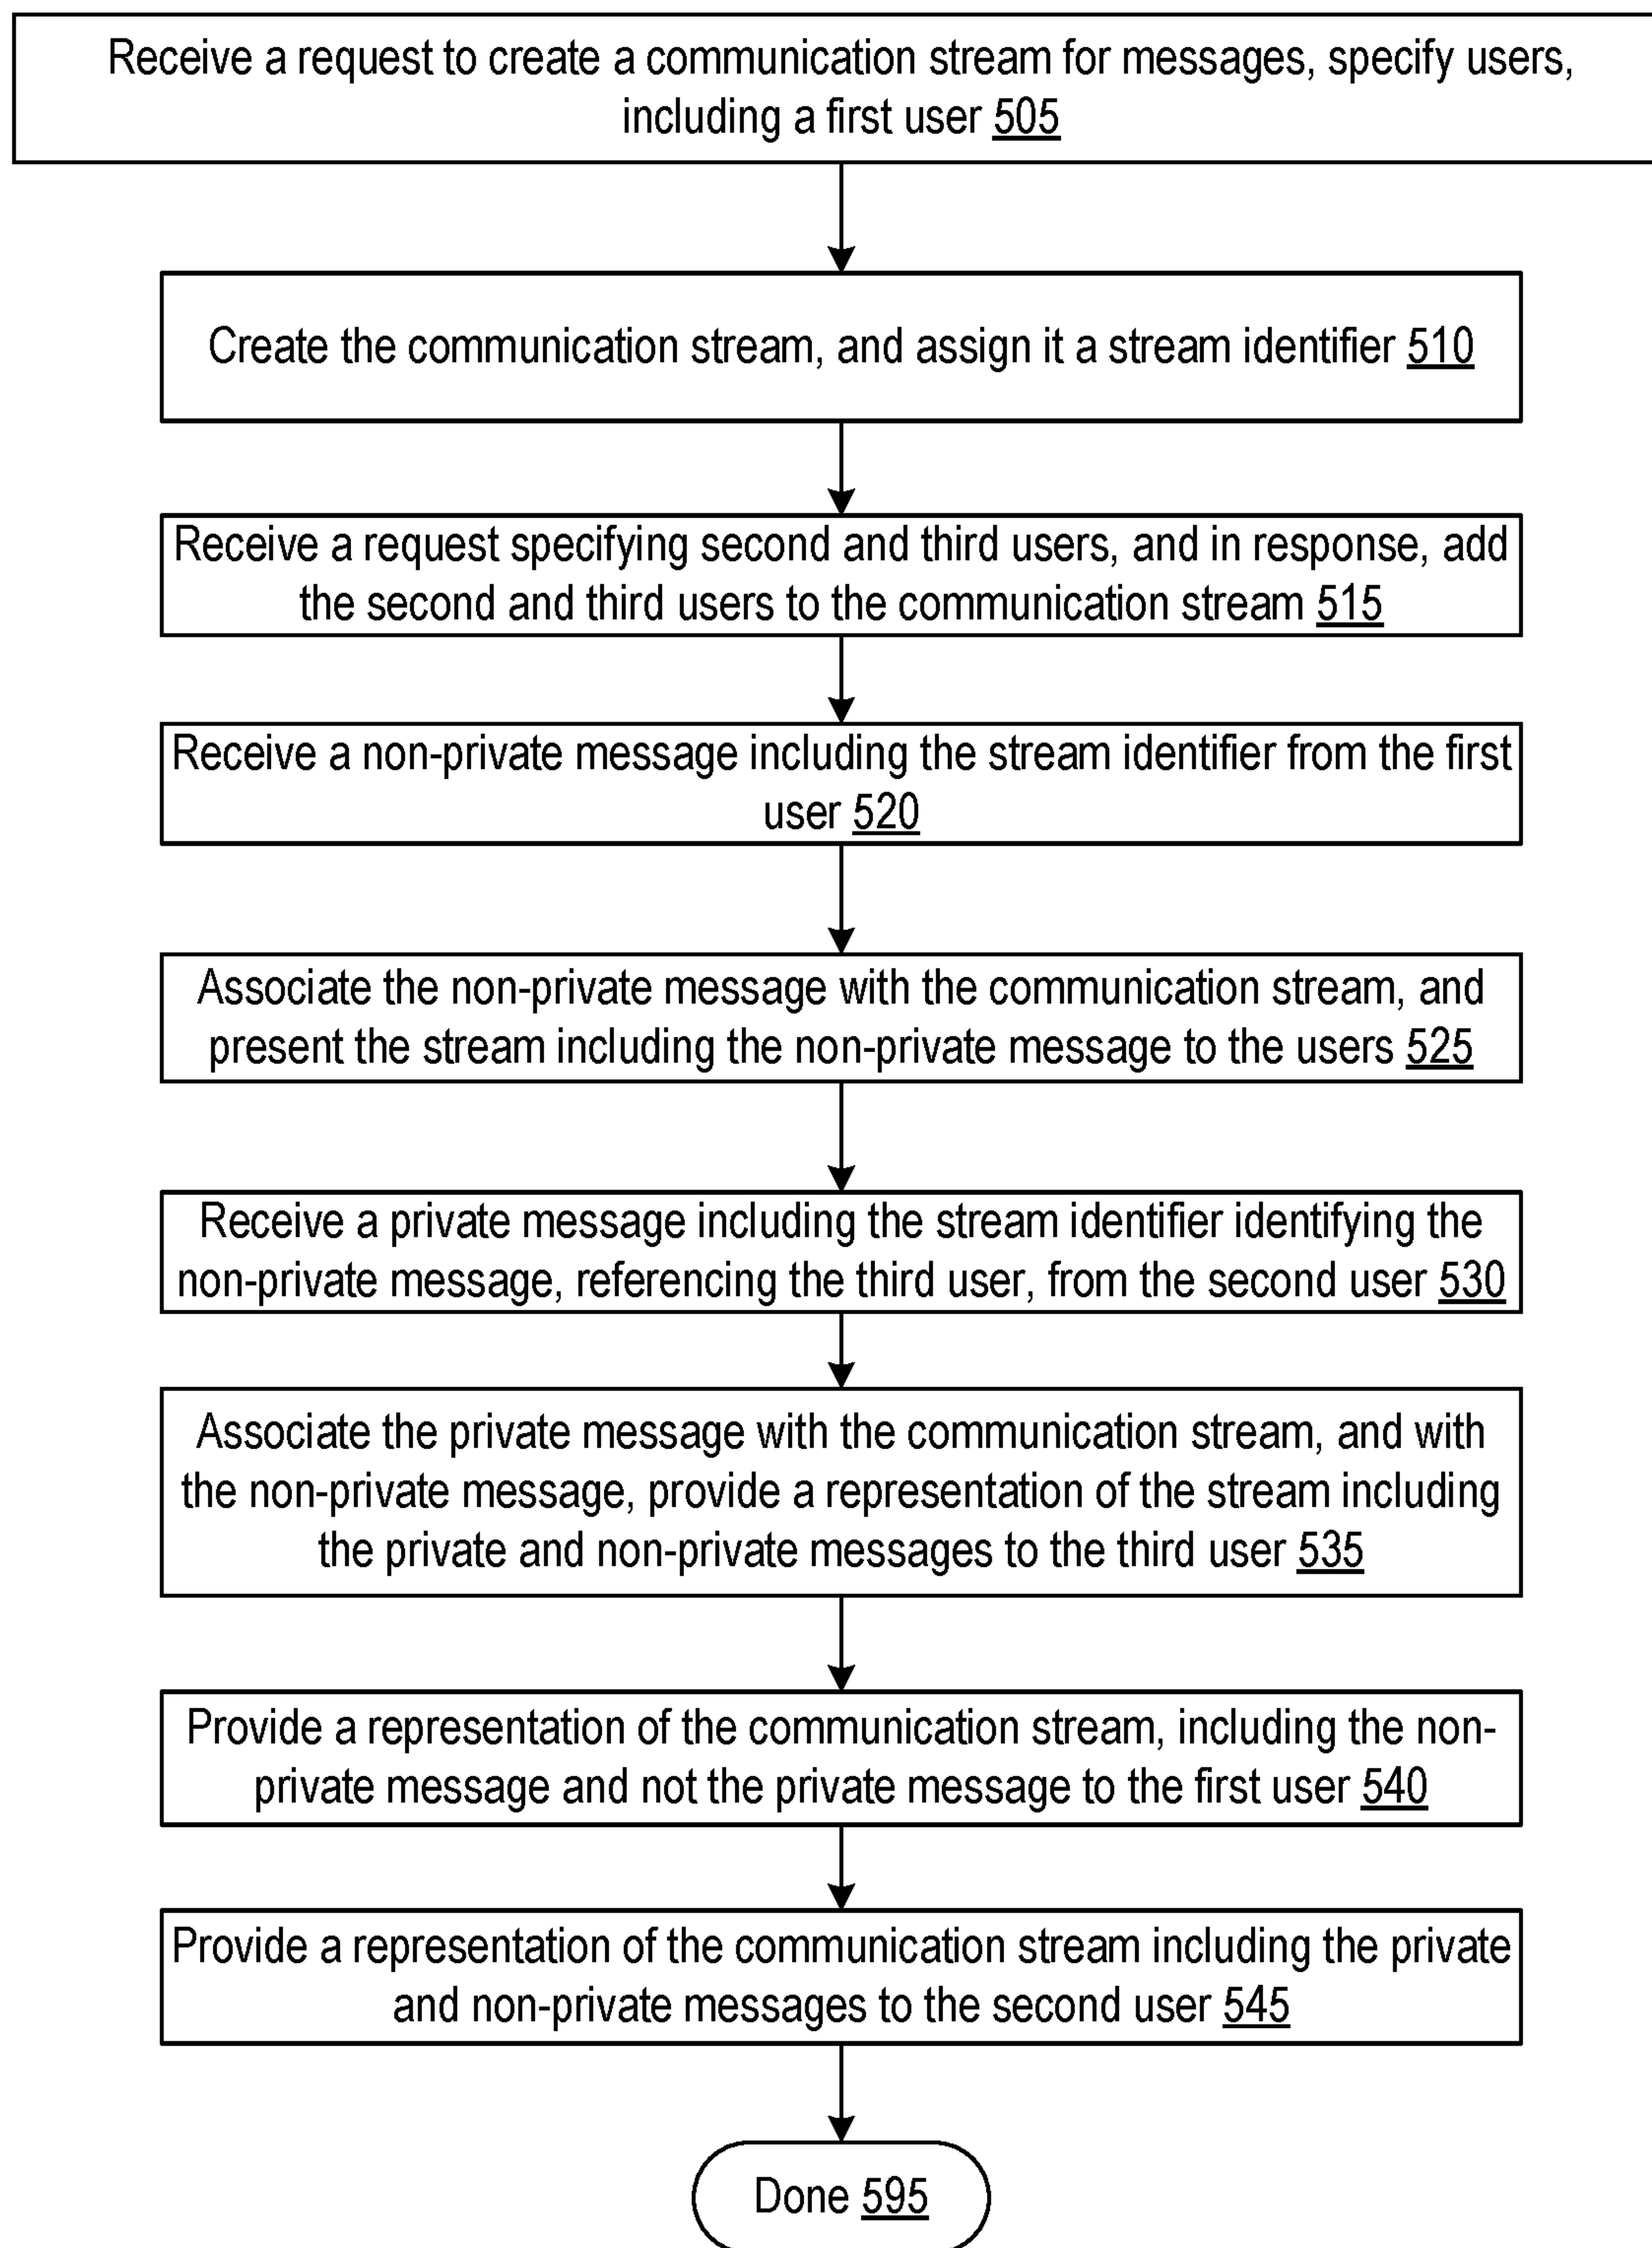 Receive a request to create a communication stream for messages, specify users,
including a first user 505
Create the communication stream, and assign it a stream identifier 510
Receive a request specifying second and third users, and in response, add
the second and third users to the communication stream 515
Receive a non-private message including the stream identifier from the first
user 520
Associate the non-private message with the communication stream, and
present the stream including the non-private message to the users 525
Receive a private message including the stream identifier identifying the
non-private message, referencing the third user, from the second user 530
Associate the private message with the communication stream, and with
the non-private message, provide a representation of the stream including
the private and non-private messages to the third user 535
Provide a representation of the communication stream, including the non-
private message and not the private message to the first user 540
Provide a representation of the communication stream including the private
and non-private messages to the second user 545
Done 595